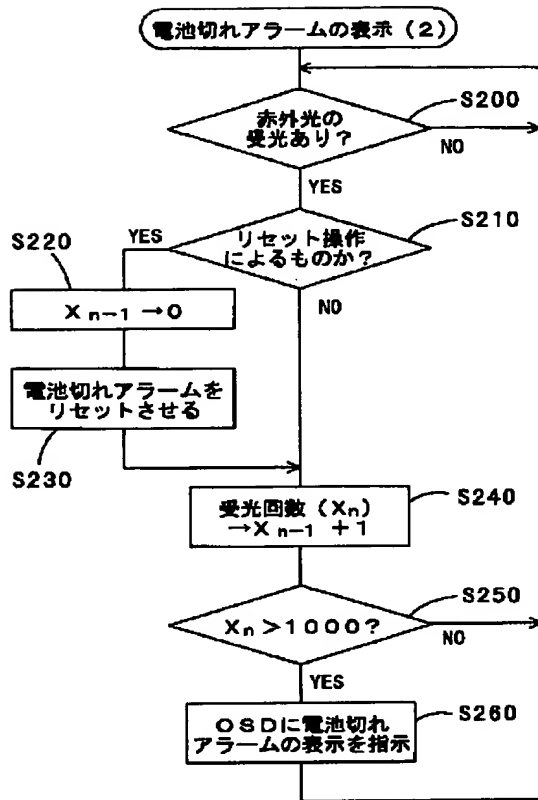 電池切れアラームの表示(2)
S200
赤外光の
受光あり?
NO
YES
S210
リセット操作
によるものか?
YES
NO
S220
Xn-1→0
電池切れアラームを
リセットさせる
S230
S240
受光回数(Xn)
→Xn-1+1
S250
Xn>1000?
NO
YES
S260
OSDに電池切れ
アラームの表示を指示